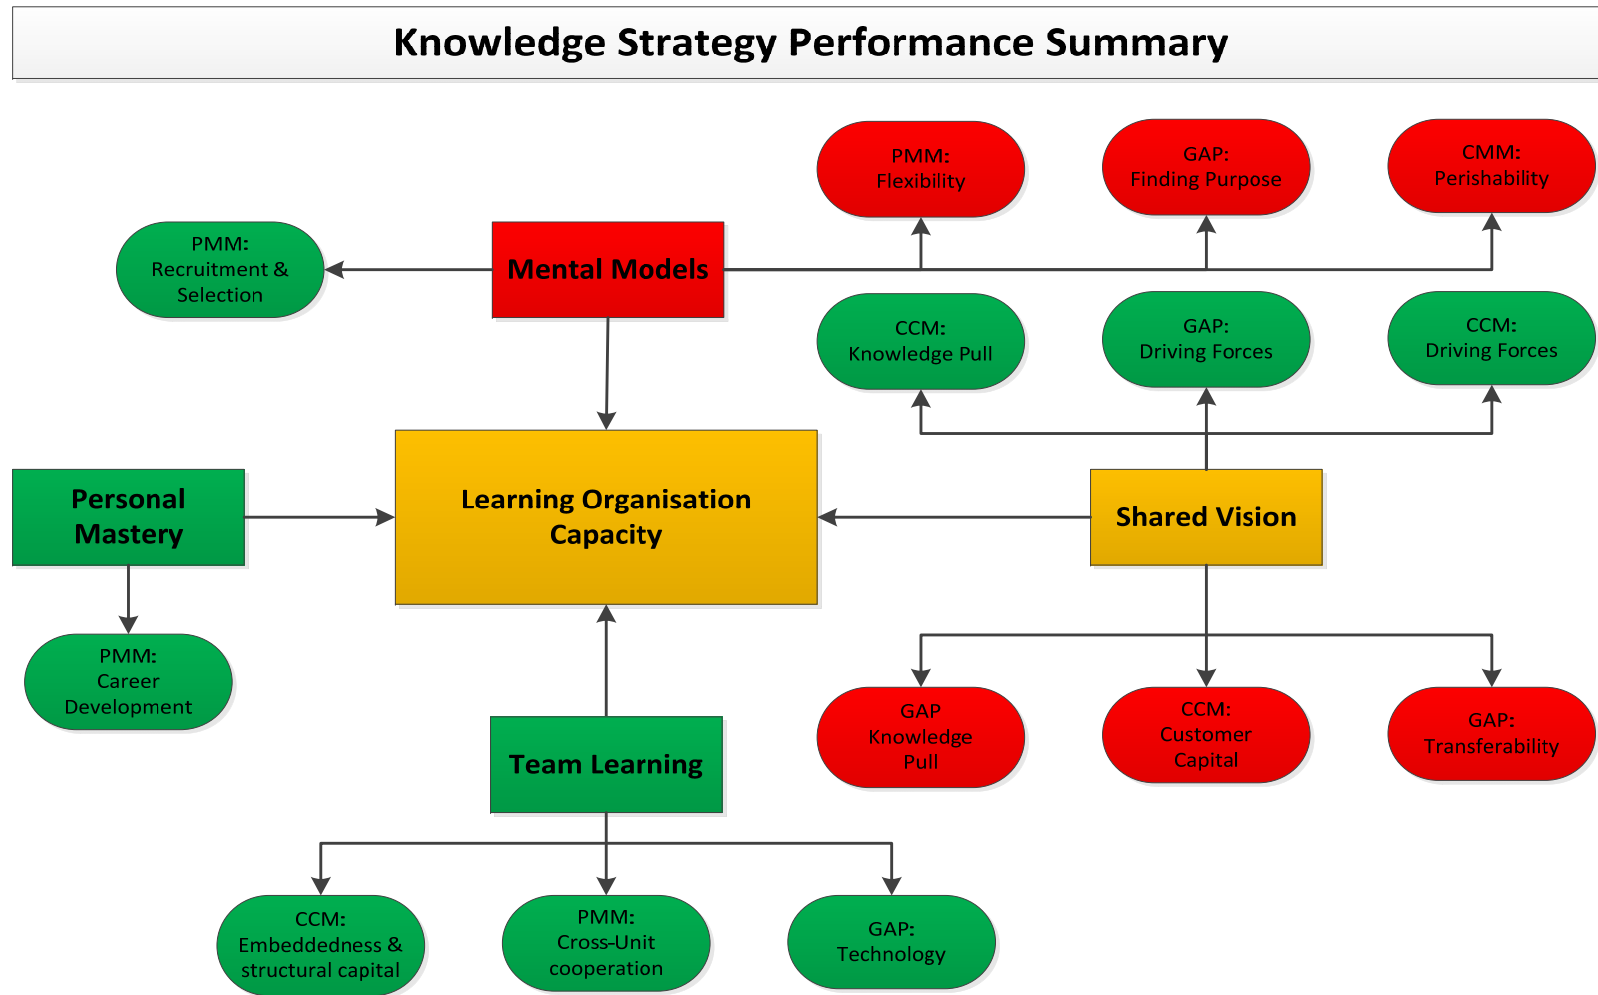 Knowledge Strategy Performance Summary
PMM:
Flexibility
GAP:
Finding Purpose
CMM:
Perishability
PMM:
Recruitment &
Selection
Mental Models
CCM:
Knowledge Pull
GAP:
Driving Forces
CCM:
Driving Forces
Personal
Mastery
Learning Organisation
Capacity
Shared Vision
PMM:
Career
Development
GAP
Knowledge
Pull
CCM:
Customer
Capital
GAP:
Transferability
Team Learning
CCM:
Embeddedness &
structural capital
PMM:
Cross-Unit
cooperation
GAP:
Technology